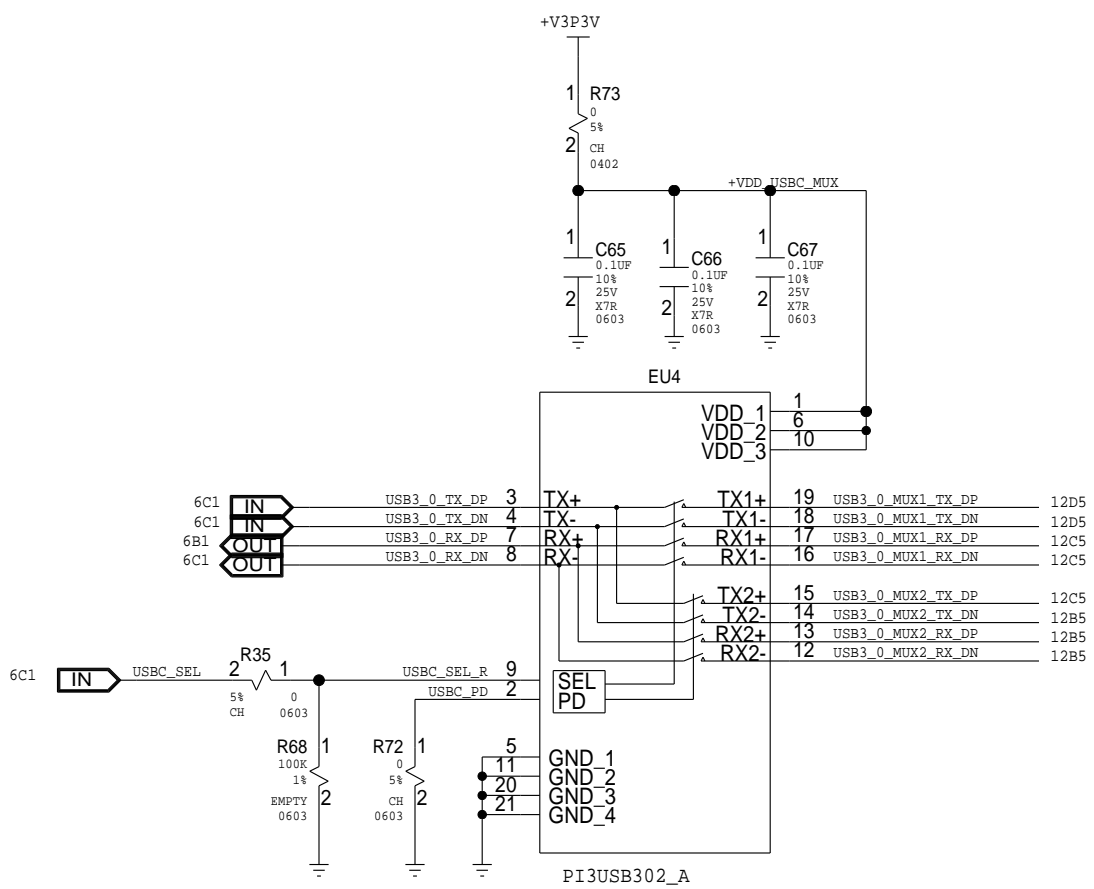 +V3P3V
1 R73
0
5%
2 CH
0402
+VDD_USBC_MUX
1 C65
0.1UF
10%
25V
2 X7R
0603
1 C66
0.1UF
10%
25V
2 X7R
0603
1 C67
0.1UF
10%
25V
2 X7R
0603
EU4
VDD_1 1
VDD_2 6
VDD_3 10
6C1 IN USB3_0_TX_DP 3 TX+ TX1+ 19 USB3_0_MUX1_TX_DP 12D5
6C1 IN USB3_0_TX_DN 4 TX- TX1- 18 USB3_0_MUX1_TX_DN 12D5
6B1 OUT USB3_0_RX_DP 7 RX+ RX1+ 17 USB3_0_MUX1_RX_DP 12C5
6C1 OUT USB3_0_RX_DN 8 RX- RX1- 16 USB3_0_MUX1_RX_DN 12C5
TX2+ 15 USB3_0_MUX2_TX_DP 12C5
TX2- 14 USB3_0_MUX2_TX_DN 12B5
RX2+ 13 USB3_0_MUX2_RX_DP 12B5
RX2- 12 USB3_0_MUX2_RX_DN 12B5
6C1 IN USBC_SEL 2 R35 1 USBC_SEL_R 9 SEL
5% 0
CH 0603
USBC_PD 2 PD
R68 1
100K
1%
EMPTY 2
0603
R72 1
0
5%
CH 2
0603
5 GND_1
11 GND_2
20 GND_3
21 GND_4
PI3USB302_A